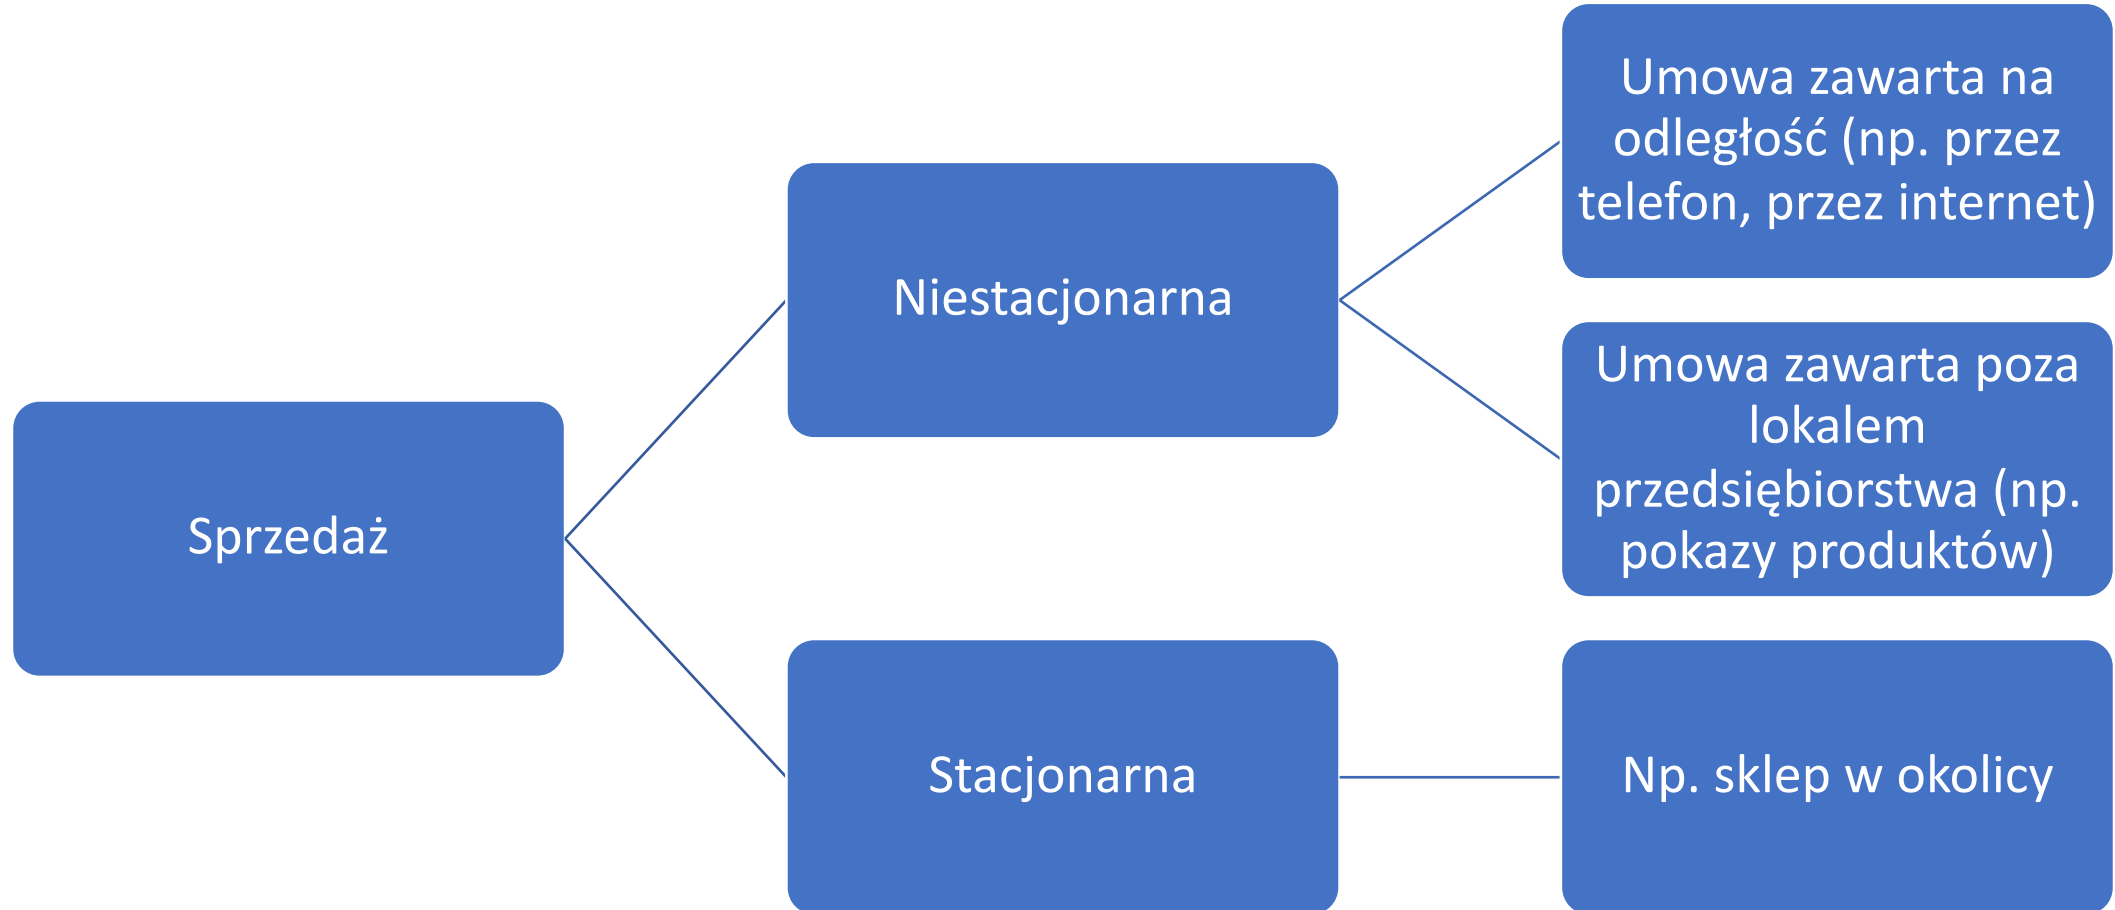 Sprzedaż
Niestacjonarna
Umowa zawarta na
odległość (np. przez
telefon, przez internet)
Umowa zawarta poza
lokalem
przedsiębiorstwa (np.
pokazy produktów)
Stacjonarna
Np. sklep w okolicy